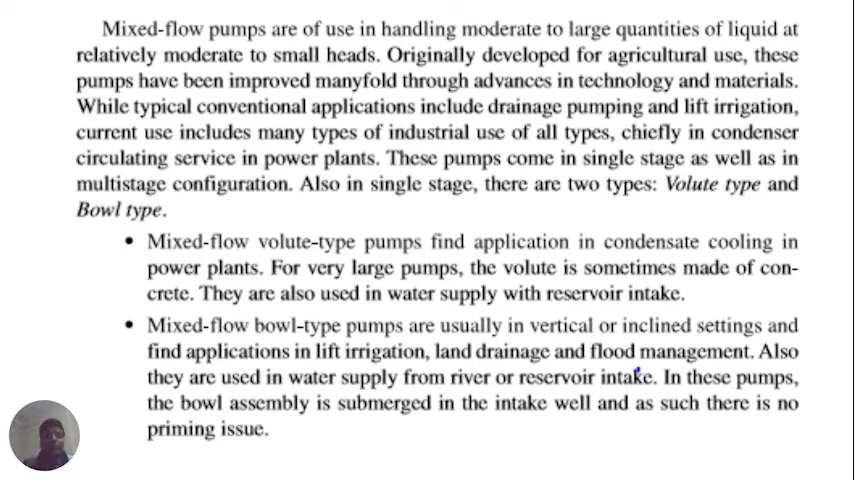 Mixed-flow pumps are of use in handling moderate to large quantities of liquid at
relatively moderate to small heads. Originally developed for agricultural use, these
pumps have been improved manyfold through advances in technology and materials.
While typical conventional applications include drainage pumping and lift irrigation,
current use includes many types of industrial use of all types, chiefly in condenser
circulating service in power plants. These pumps come in single stage as well as in
multistage configuration. Also in single stage, there are two types: Volute type and
Bowl type.
• Mixed-flow volute-type pumps find application in condensate cooling in
power plants. For very large pumps, the volute is sometimes made of con-
crete. They are also used in water supply with reservoir intake.
• Mixed-flow bowl-type pumps are usually in vertical or inclined settings and
find applications in lift irrigation, land drainage and flood management. Also
they are used in water supply from river or reservoir intake. In these pumps,
the bowl assembly is submerged in the intake well and as such there is no
priming issue.